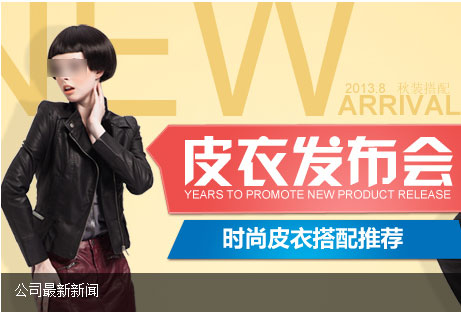 NEW
2013.8 秋装搭配
ARRIVAL
皮衣发布会
YEARS TO PROMOTE NEW PRODUCT RELEASE
时尚皮衣搭配推荐
公司最新新闻